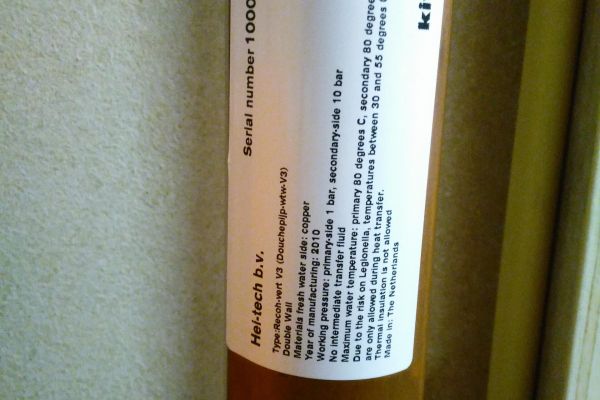 Hei-tech b.v.
Serial number 1000
Type:Recoh-vert V3 (Douchepijp-wtw-V3)
Double Wall
Materials fresh water side: copper
Year of manufacturing: 2010
Working pressure: primary-side 1 bar, secondary-side 10 bar
No intermediate transfer fluid
Maximum water temperature: primary 80 degrees C, secondary 80 degree
Due to the risk on Legionella, temperatures between 30 and 55 degrees
are only allowed during heat transfer.
Thermal insulation is not allowed
Made in: The Netherlands
ki